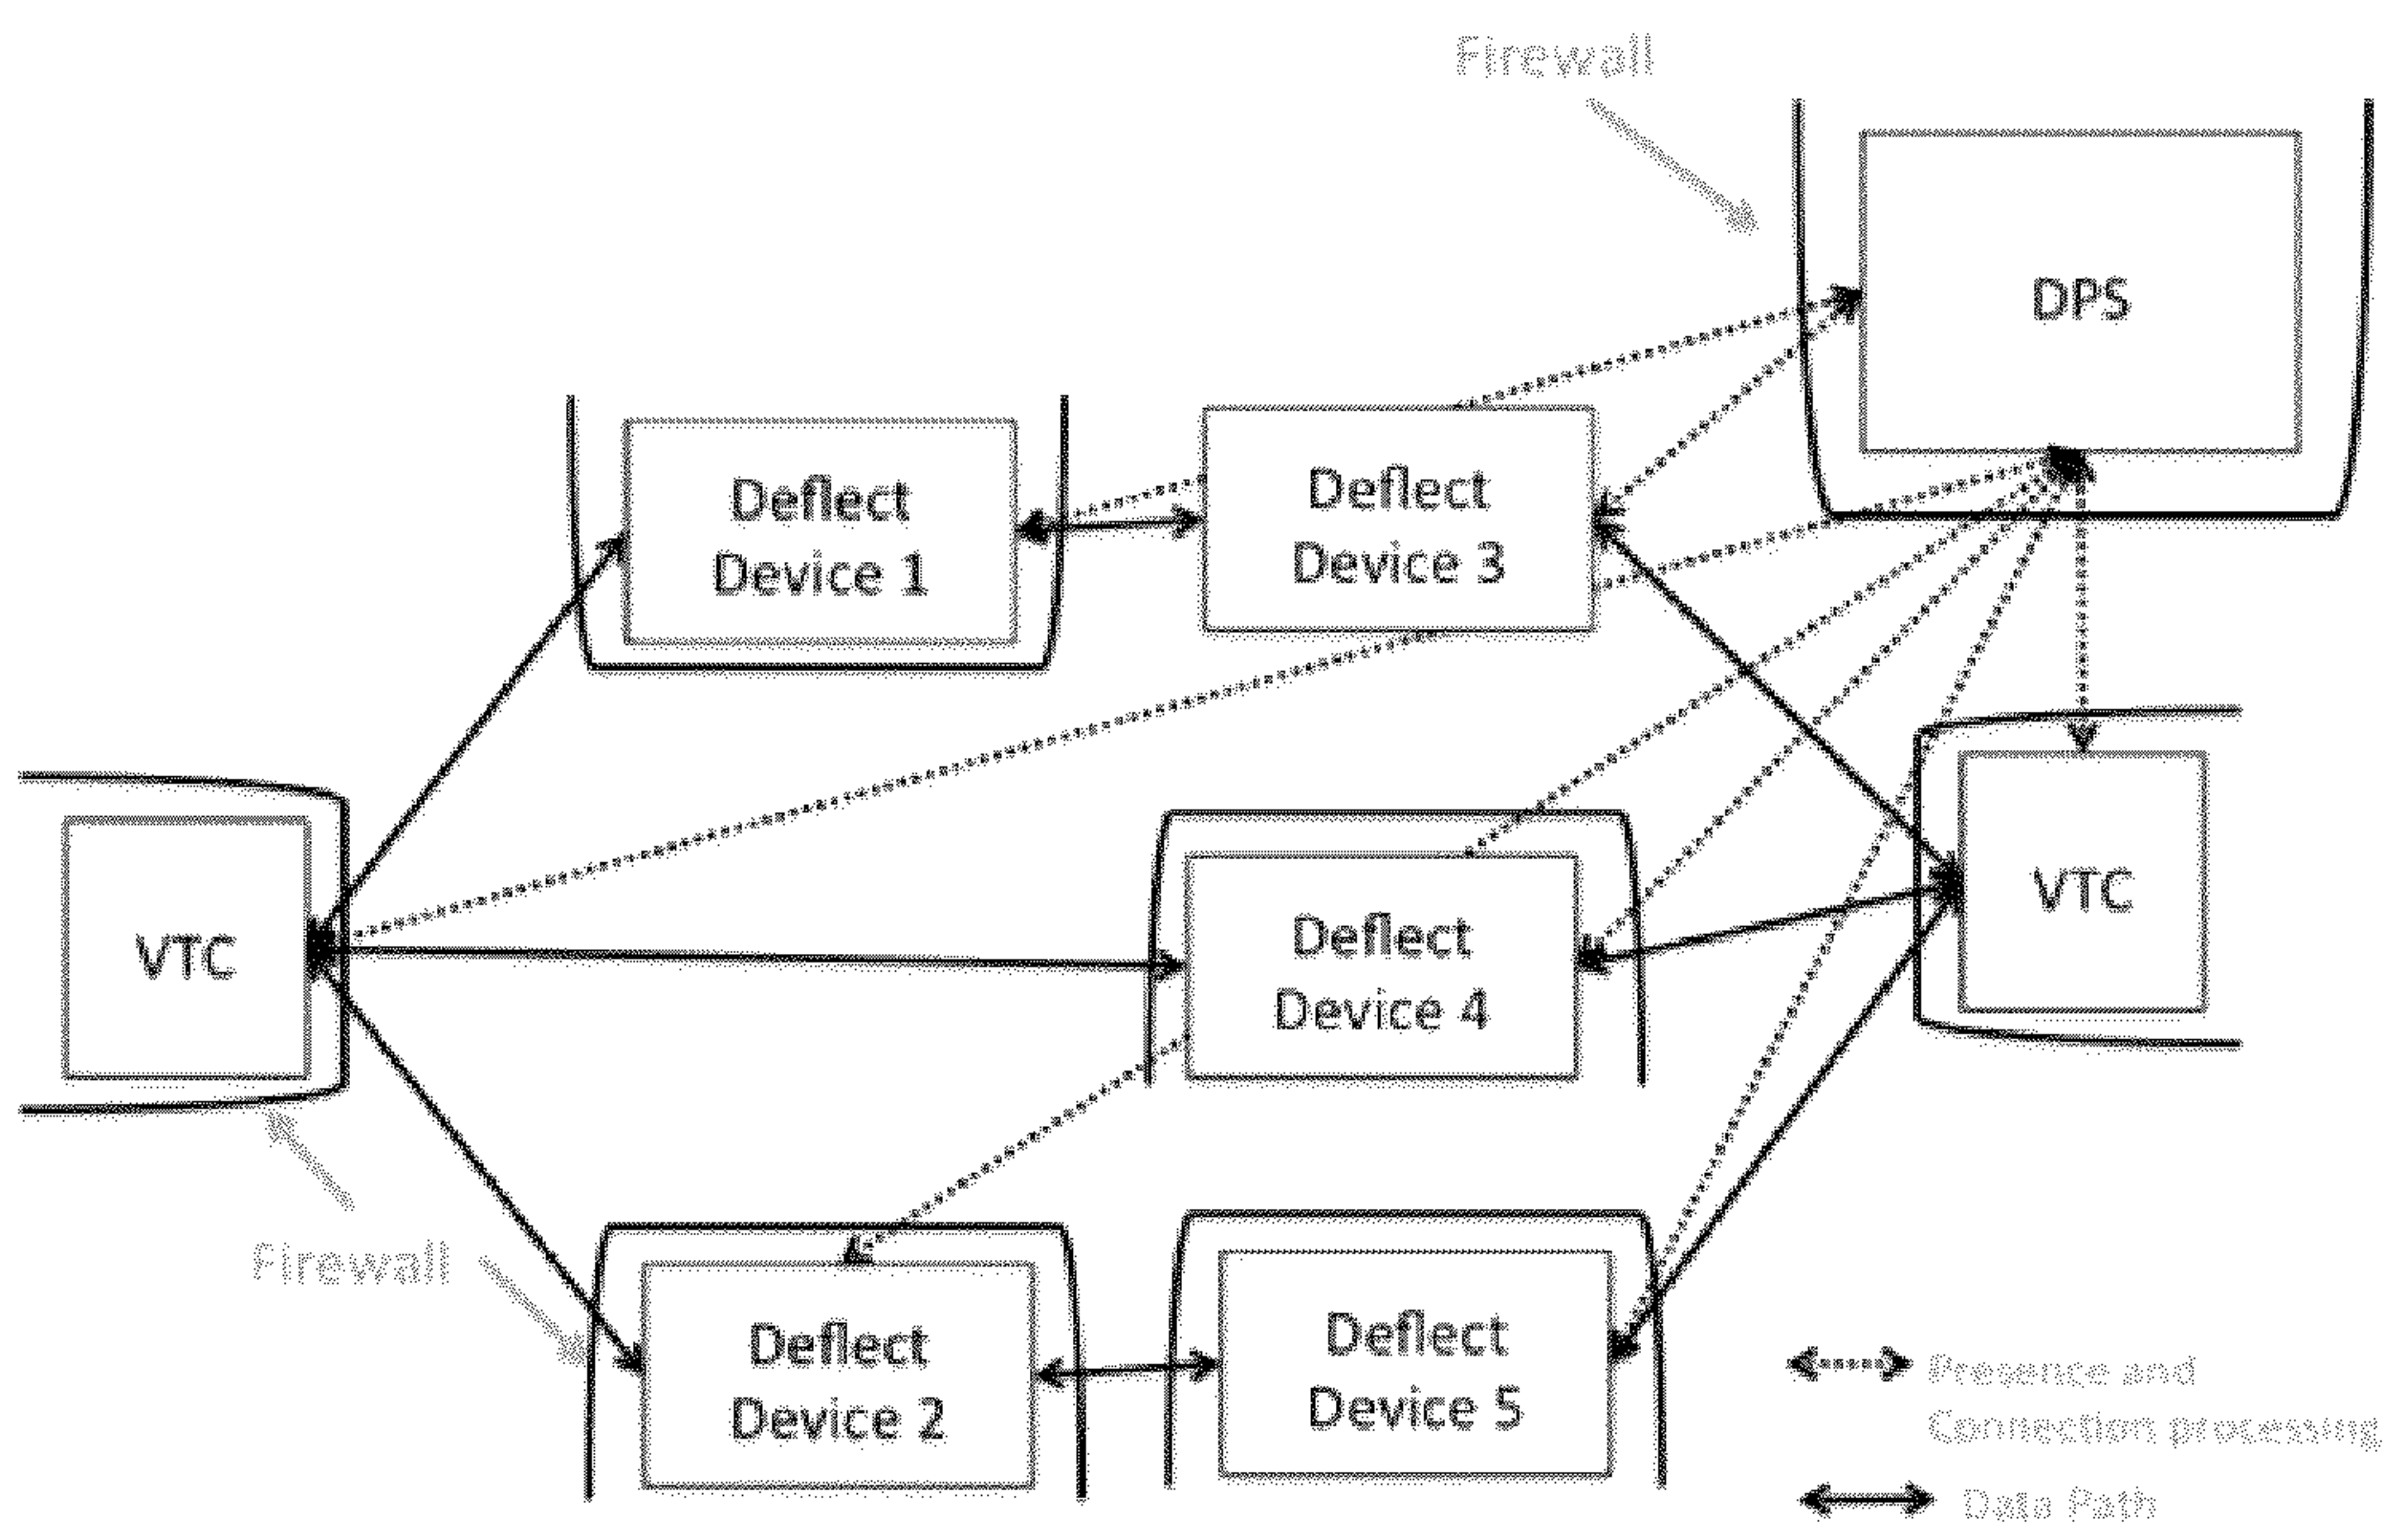 Firewall
DPS
Deflect
Device 1
Deflect
Device 3
VTC
VTC
Deflect
Device 4
Firewall
Deflect
Device 2
Deflect
Device 5
Presence and
Connection processing
Data Path